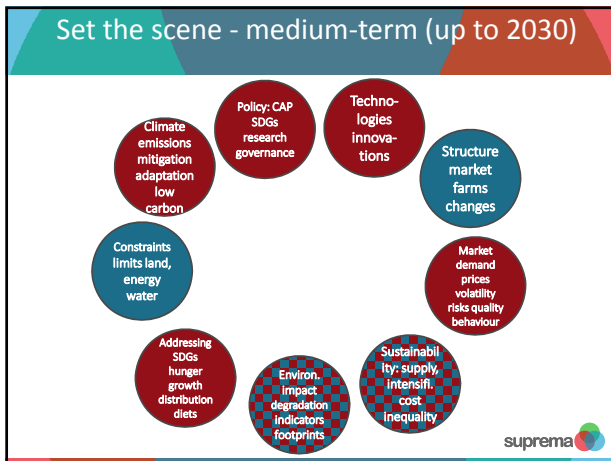 Set the scene - medium-term (up to 2030)
Policy: CAP
SDGs
research
governance
Techno-
logies
innova-
tions
Structure
market
farms
changes
Market
demand
prices
volatility
risks quality
behaviour
Sustainabil
ity: supply,
intensifi.
cost
inequality
Environ.
impact
degradation
indicators
footprints
Addressing
SDGs
hunger
growth
distribution
diets
Constraints
limits land,
energy
water
Climate
emissions
mitigation
adaptation
low
carbon
suprema